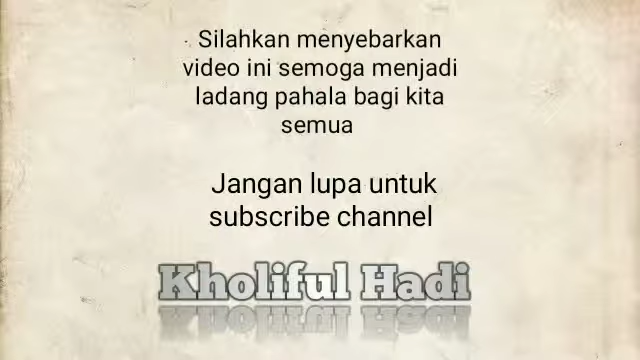 Silahkan menyebarkan
video ini semoga menjadi
ladang pahala bagi kita
semua
Jangan lupa untuk
subscribe channel
Kholiful Hadi